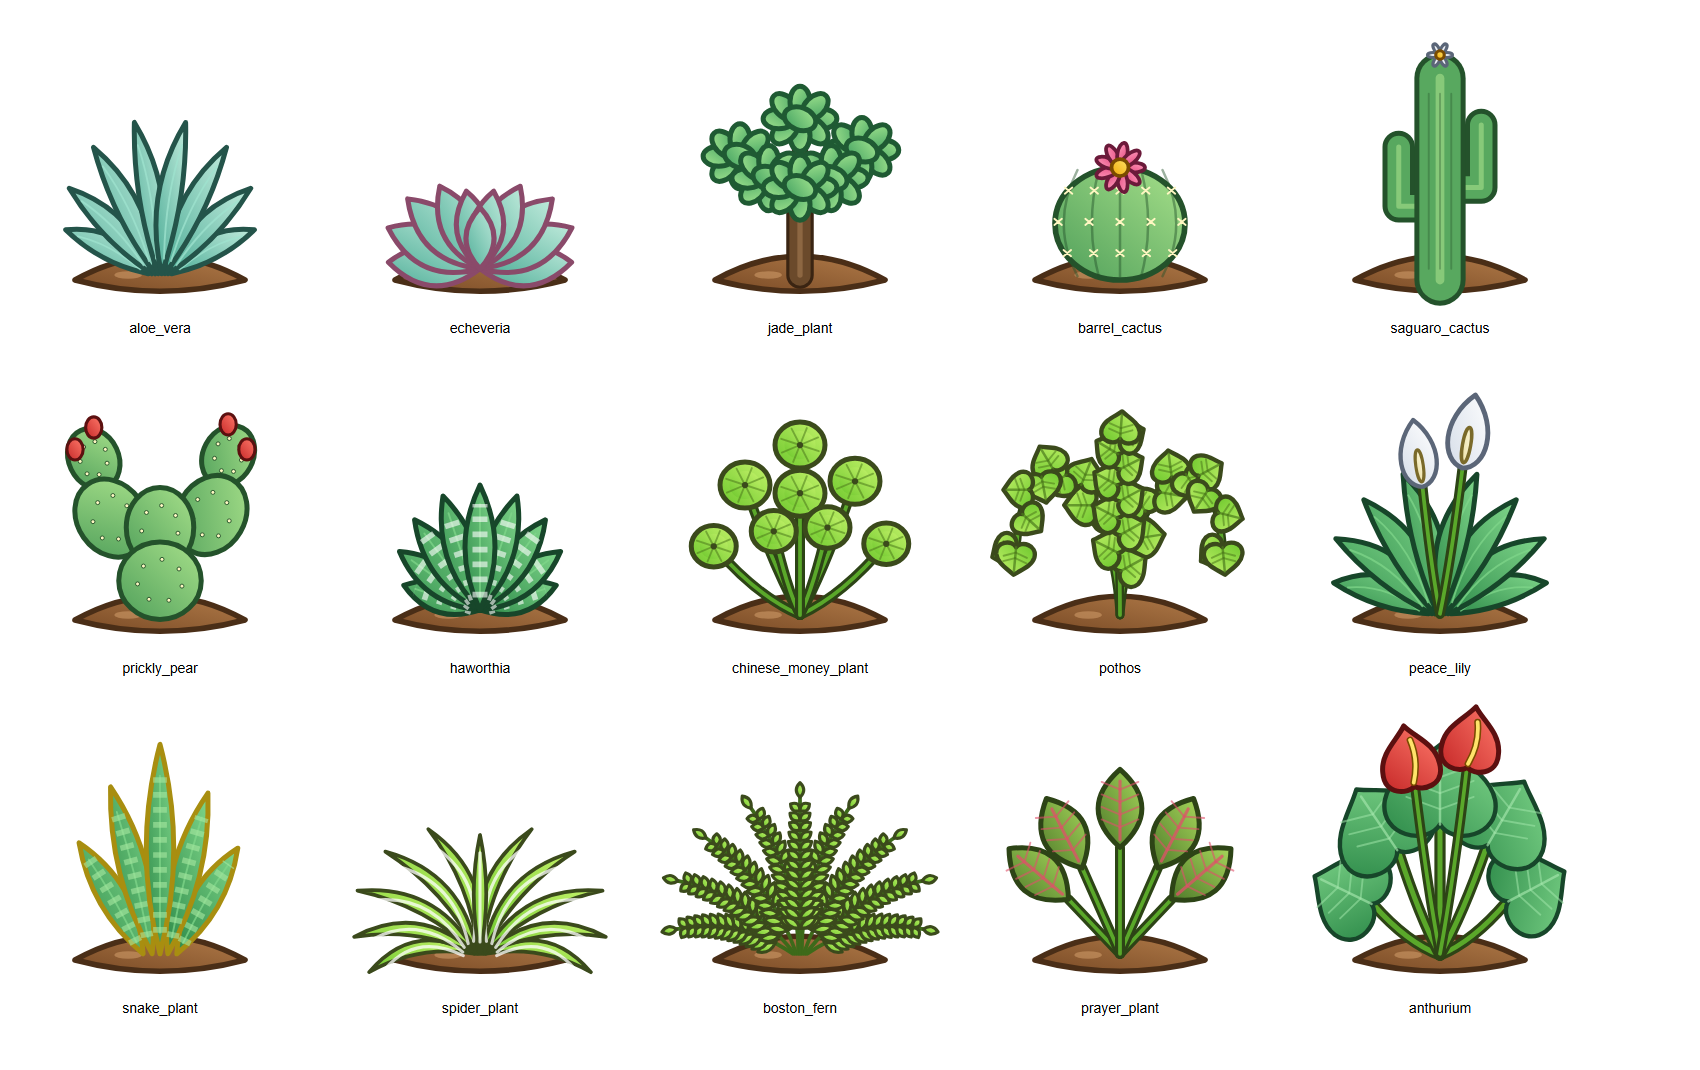 aloe_vera
echeveria
jade_plant
barrel_cactus
saguaro_cactus
prickly_pear
haworthia
chinese_money_plant
pothos
peace_lily
snake_plant
spider_plant
boston_fern
prayer_plant
anthurium